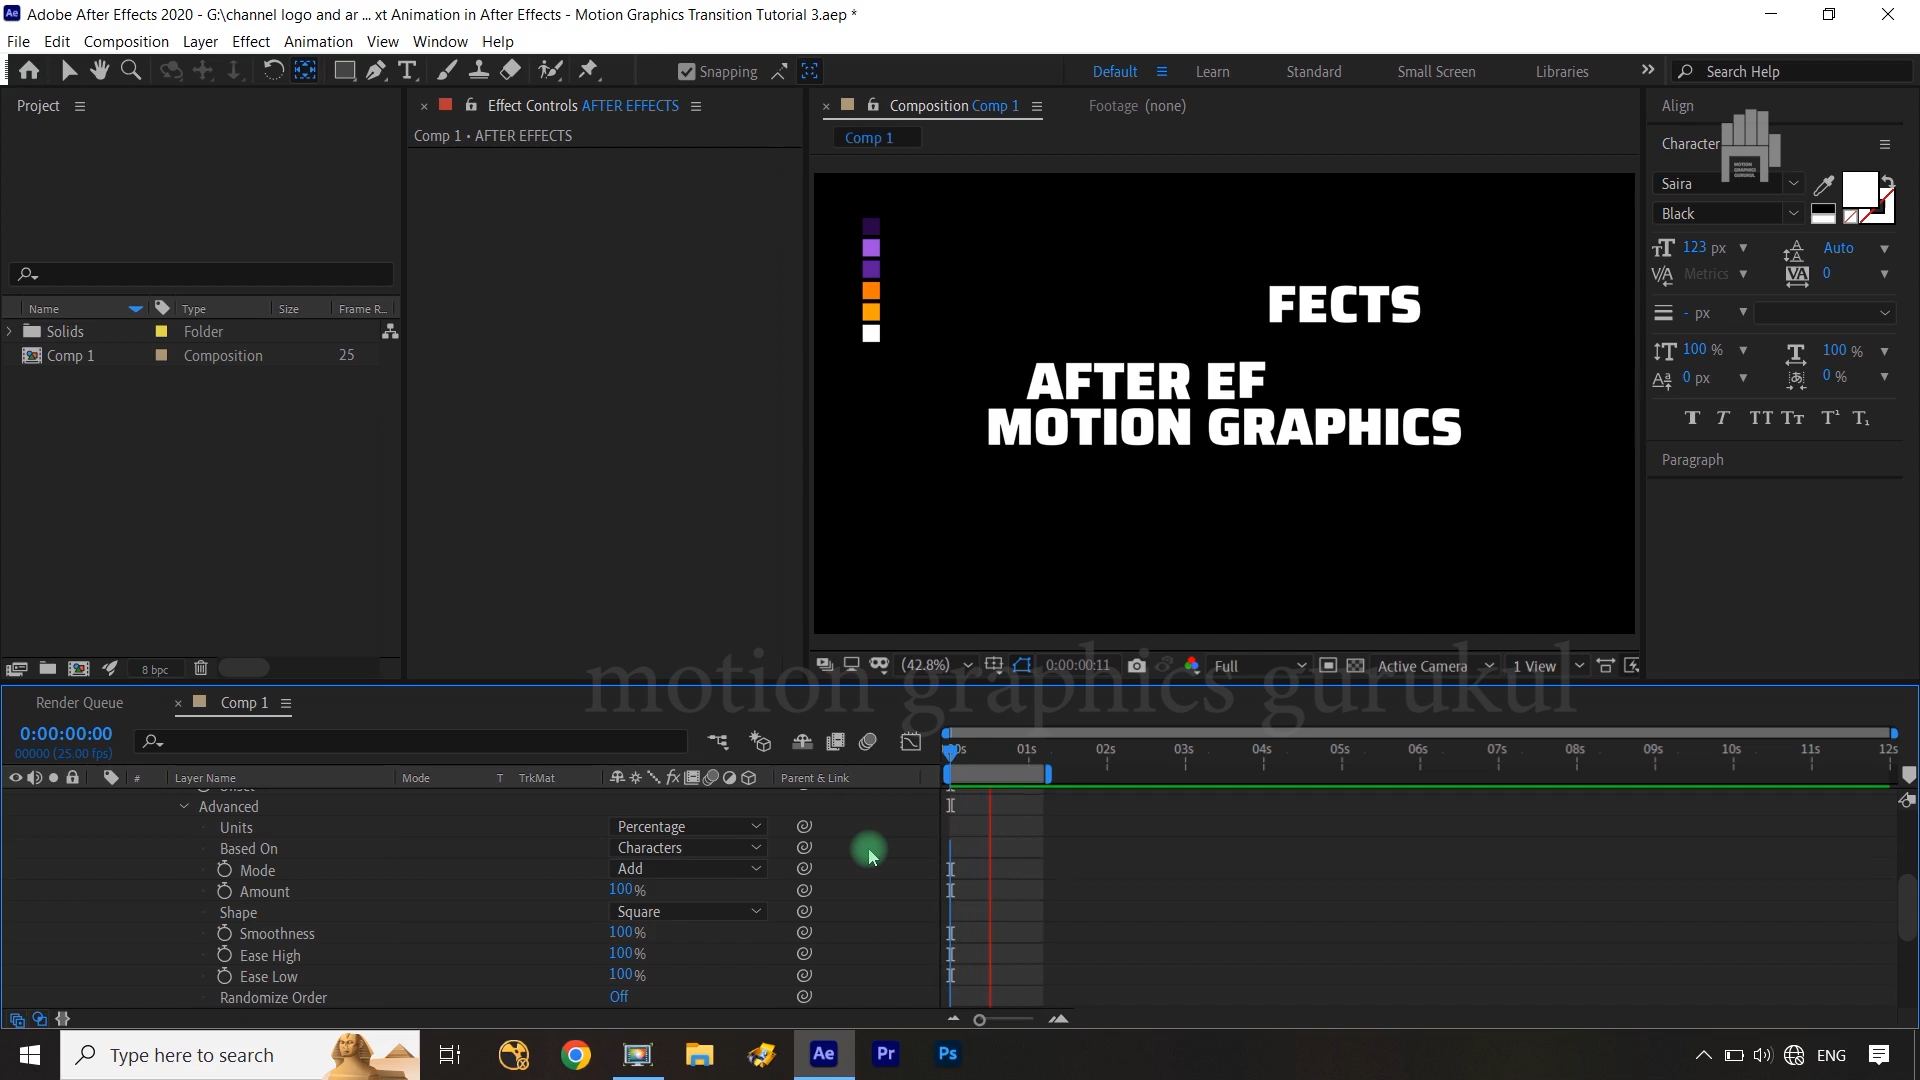 Adobe After Effects 2020 - G:\channel logo and ar ... xt Animation in After Effects - Motion Graphics Transition Tutorial 3.aep *
File Edit Composition Layer Effect Animation View Window Help
Snapping Default Learn Standard Small Screen Libraries Search Help
Project
Effect Controls AFTER EFFECTS
Composition Comp 1
Footage (none)
Align
Comp 1 • AFTER EFFECTS
Comp 1
Character
MOTION
GRAPHICS
GURUKUL
Saira
Black
123 px Auto
Metrics 0
- px
100 % 100 %
0 px 0 %
Paragraph
Name Type Size Frame R...
Solids Folder
Comp 1 Composition 25
FECTS
AFTER EF
MOTION GRAPHICS
8 bpc
(42.8%) 0:00:00:11 Full Active Camera 1 View
motion graphics gurukul
Render Queue Comp 1
0:00:00:00
00000 (25.00 fps)
01s 02s 03s 04s 05s 06s 07s 08s 09s 10s 11s 12s
# Layer Name Mode T TrkMat Parent & Link
Advanced
Units Percentage
Based On Characters
Mode Add
Amount 100%
Shape Square
Smoothness 100%
Ease High 100%
Ease Low 100%
Randomize Order Off
Type here to search Ae Pr Ps ENG